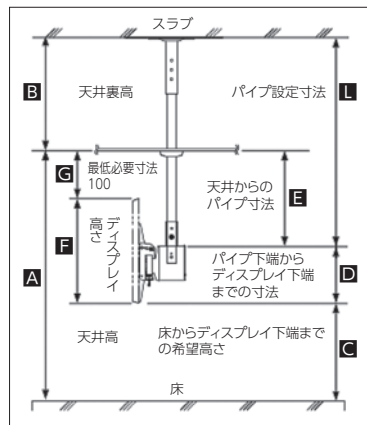 スラブ
B
天井裏高
パイプ設定寸法
L
G
最低必要寸法
100
天井からの
パイプ寸法
E
F
ディスプレイ
高さ
A
パイプ下端から
ディスプレイ下端
までの寸法
D
天井高
床からディスプレイ下端まで
の希望高さ
C
床